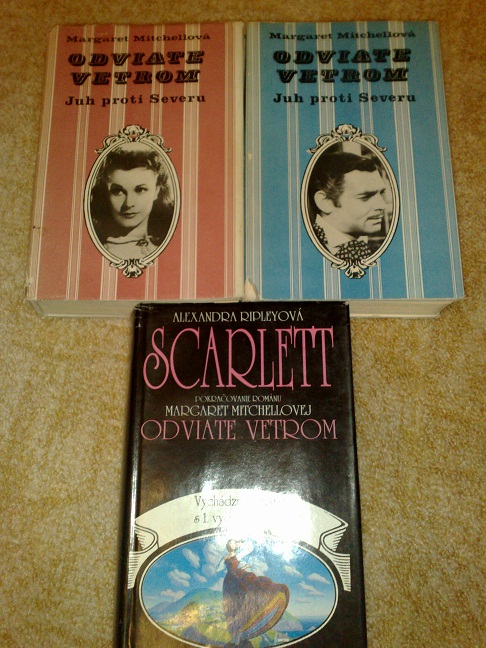 Margaret Mitchellová
ODVIATE
VETROM
Juh proti Severu
Margaret Mitchellová
ODVIATE
VETROM
Juh proti Severu
ALEXANDRA RIPLEYOVÁ
SCARLETT
POKRAČOVANIE ROMÁNU
MARGARET MITCHELLOVEJ
ODVIATE VETROM
s 1.